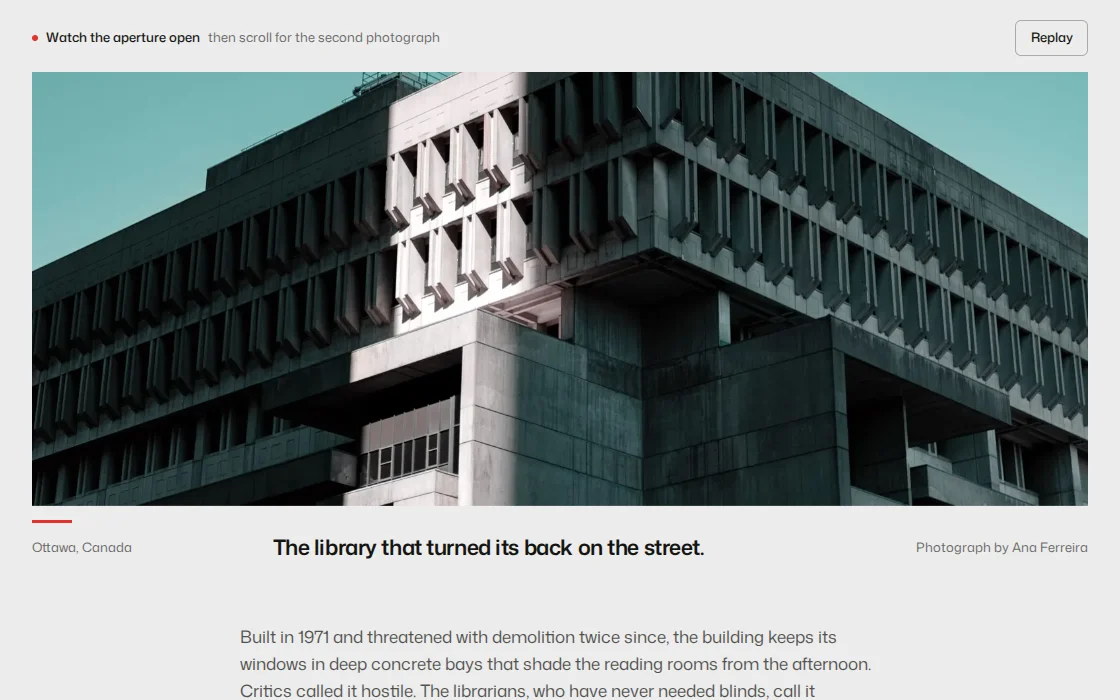 Watch the aperture open then scroll for the second photograph
Replay
Ottawa, Canada
The library that turned its back on the street.
Photograph by Ana Ferreira
Built in 1971 and threatened with demolition twice since, the building keeps its
windows in deep concrete bays that shade the reading rooms from the afternoon.
Critics called it hostile. The librarians, who have never needed blinds, call it